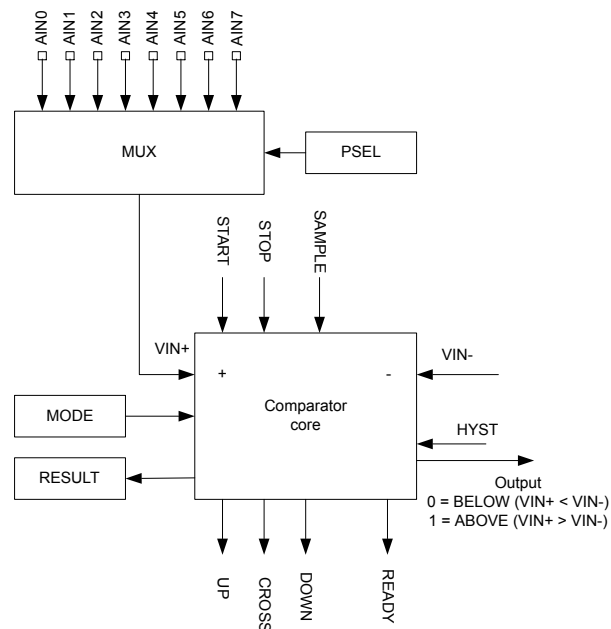 AIN0
AIN1
AIN2
AIN3
AIN4
AIN5
AIN6
AIN7
MUX
PSEL
START
STOP
SAMPLE
VIN+
VIN-
+
-
MODE
Comparator
core
HYST
RESULT
Output
0 = BELOW (VIN+ < VIN-)
1 = ABOVE (VIN+ > VIN-)
UP
CROSS
DOWN
READY